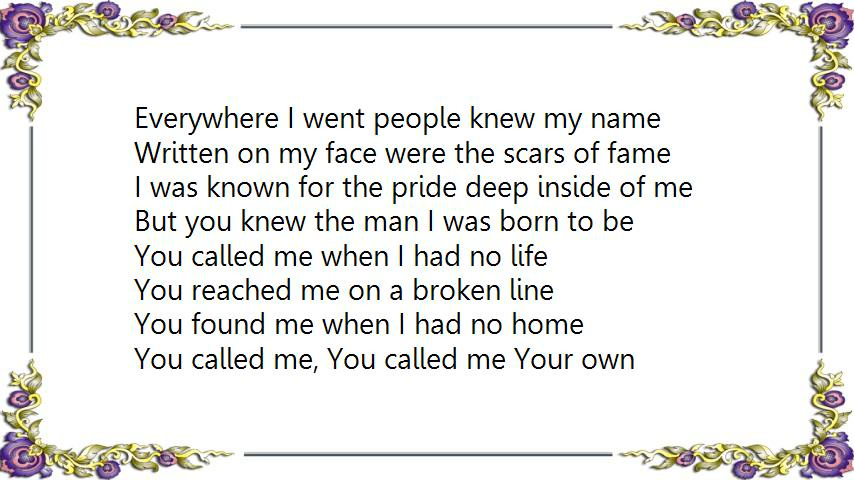 Everywhere I went people knew my name
Written on my face were the scars of fame
I was known for the pride deep inside of me
But you knew the man I was born to be
You called me when I had no life
You reached me on a broken line
You found me when I had no home
You called me, You called me Your own